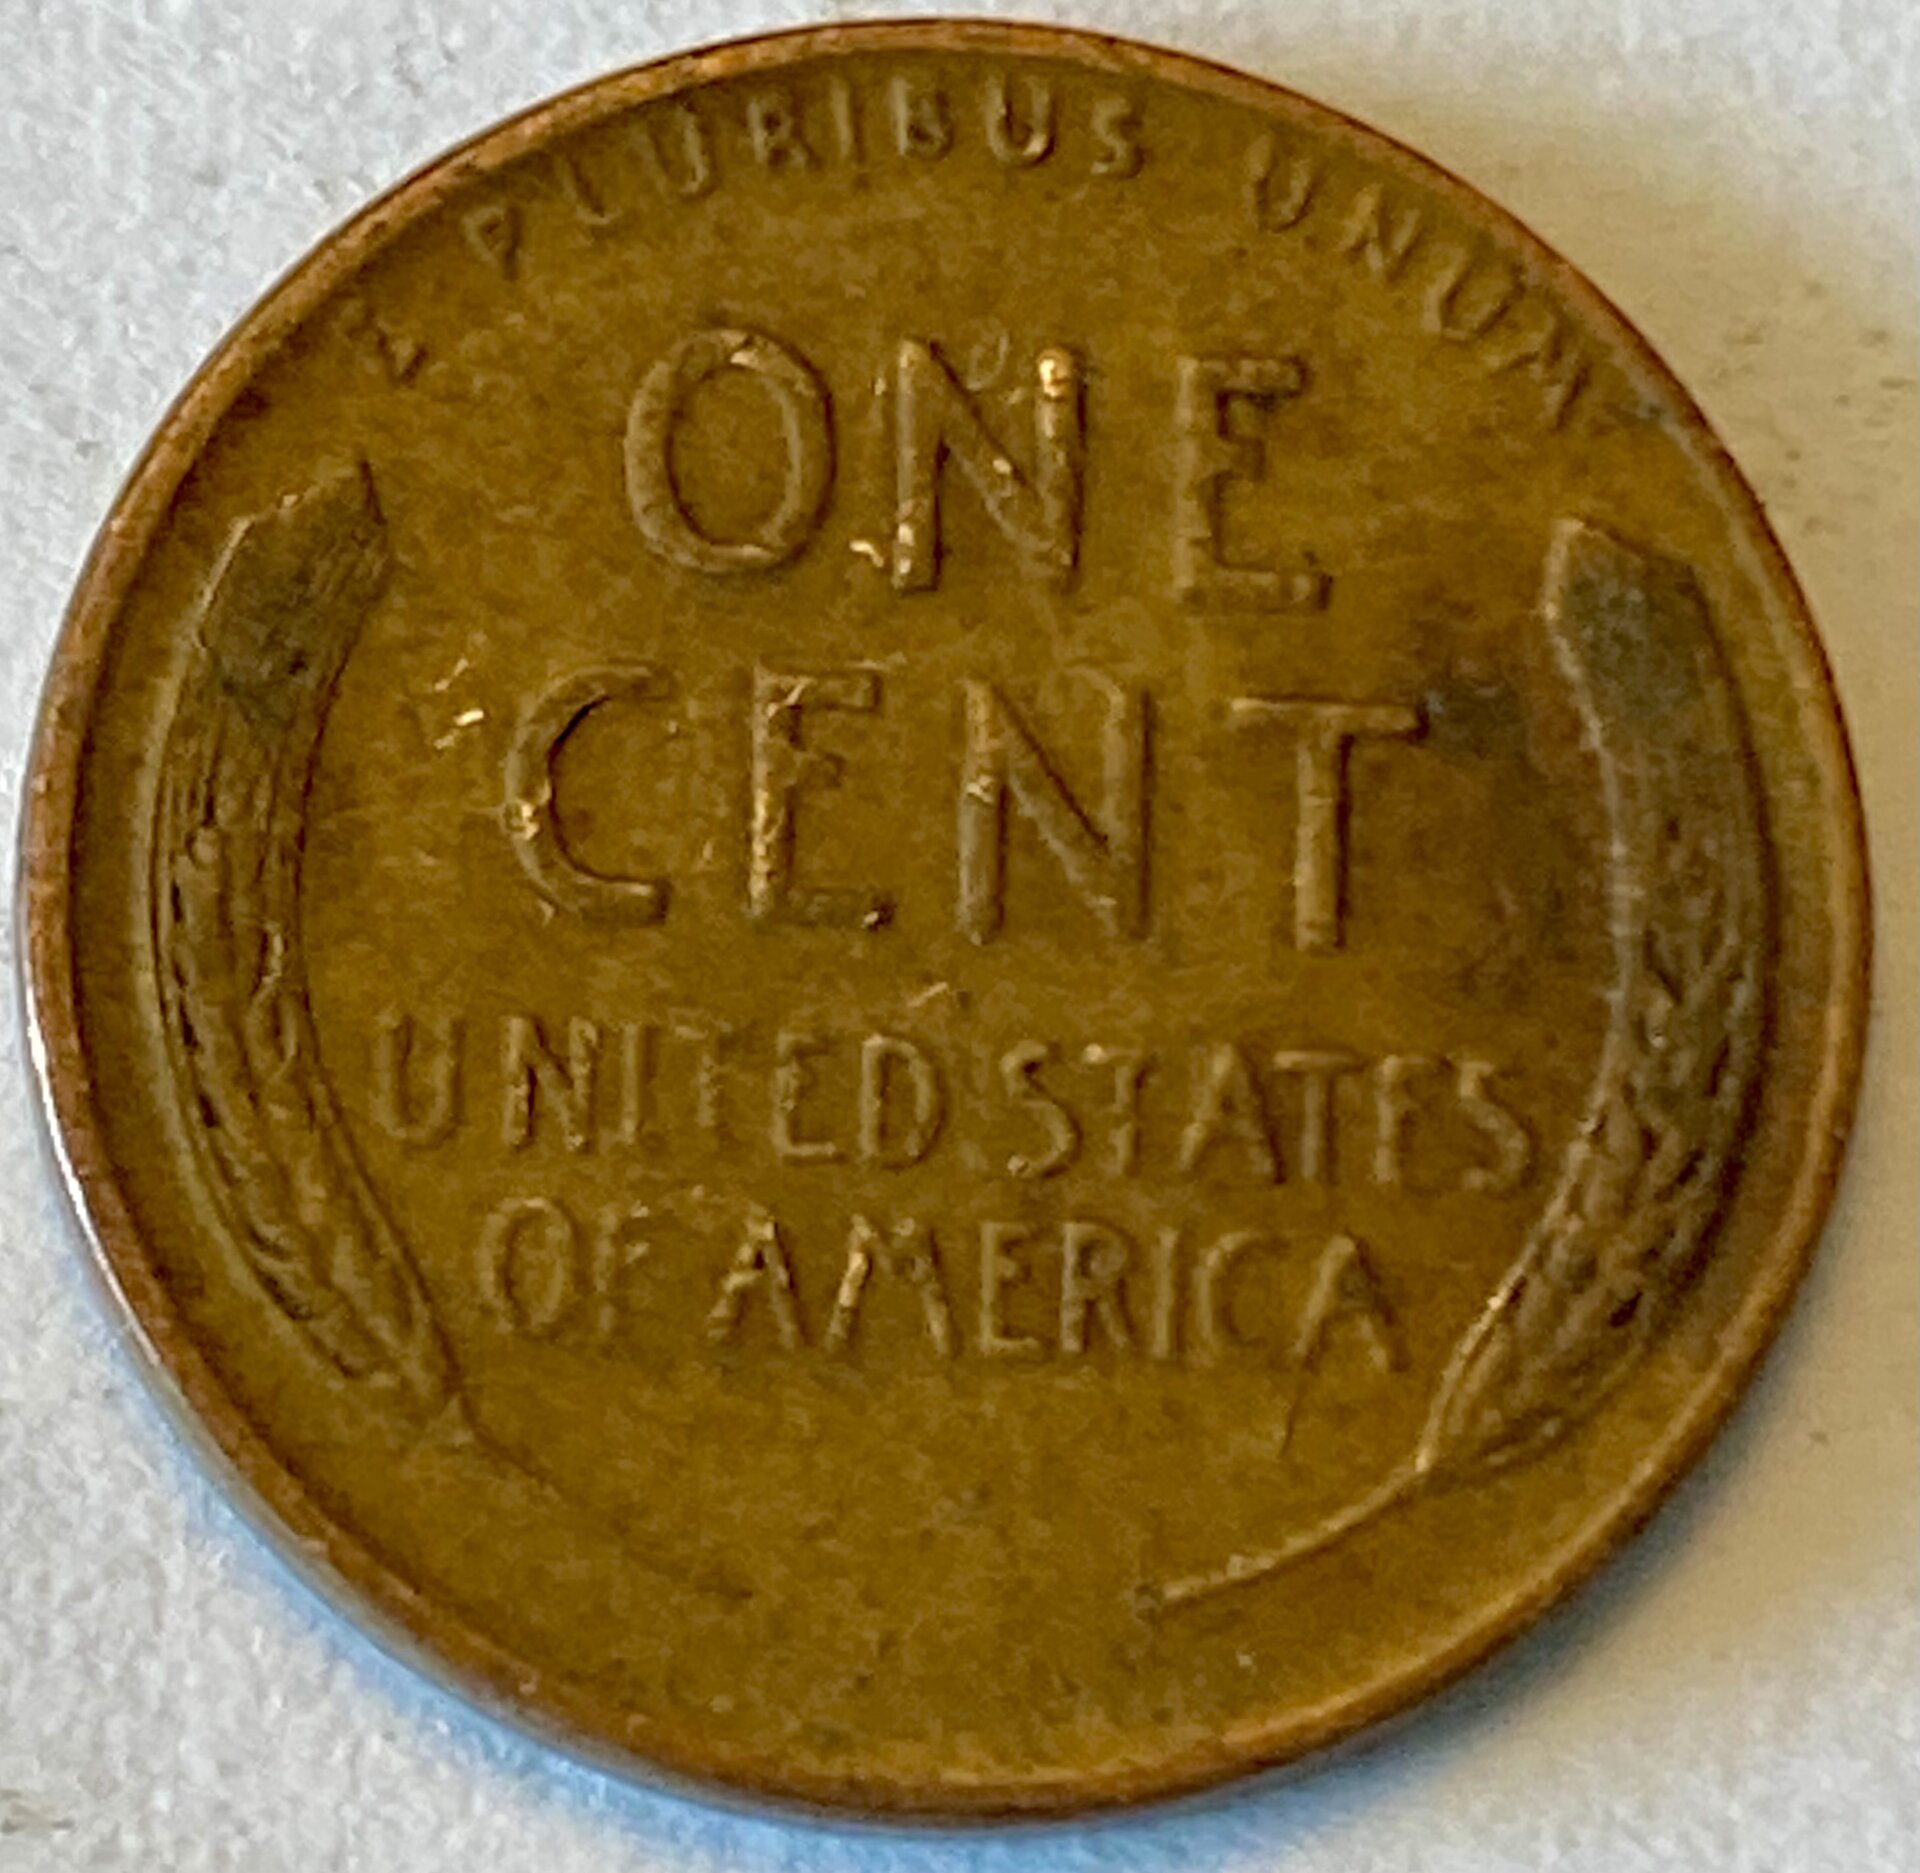 E PLURIBUS UNUM
ONE
CENT
UNITED STATES
OF AMERICA